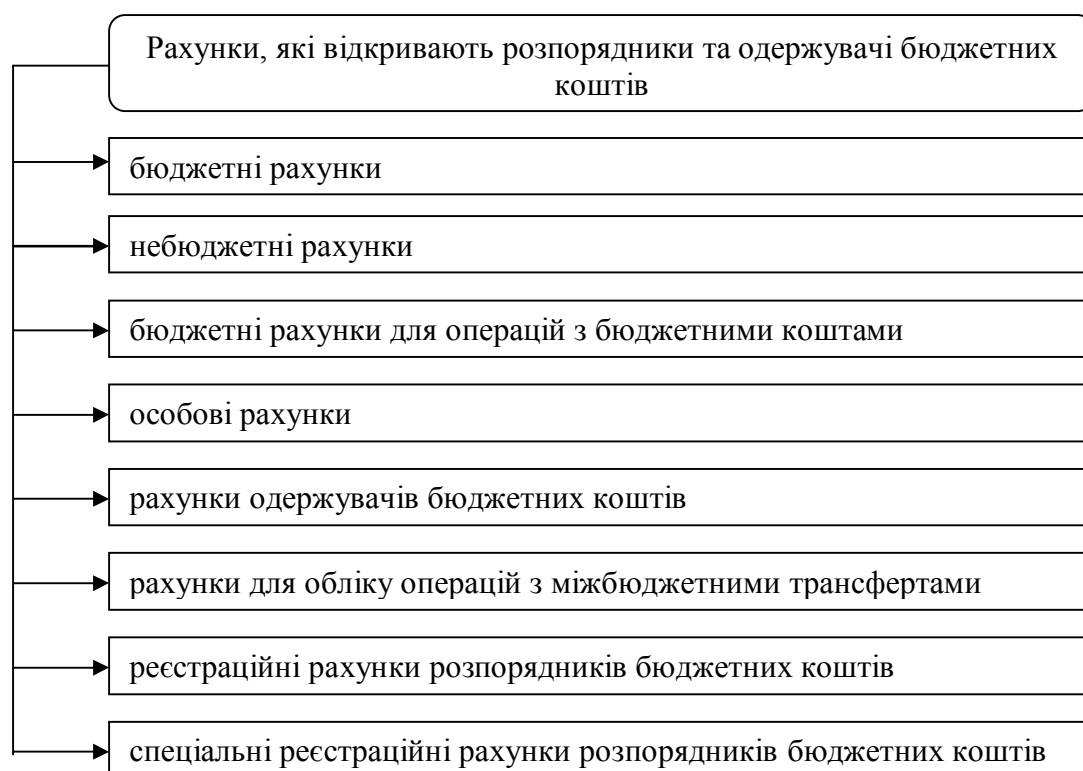 Рахунки, які відкривають розпорядники та одержувачі бюджетних
коштів
бюджетні рахунки
небюджетні рахунки
бюджетні рахунки для операцій з бюджетними коштами
особові рахунки
рахунки одержувачів бюджетних коштів
рахунки для обліку операцій з міжбюджетними трансфертами
реєстраційні рахунки розпорядників бюджетних коштів
спеціальні реєстраційні рахунки розпорядників бюджетних коштів